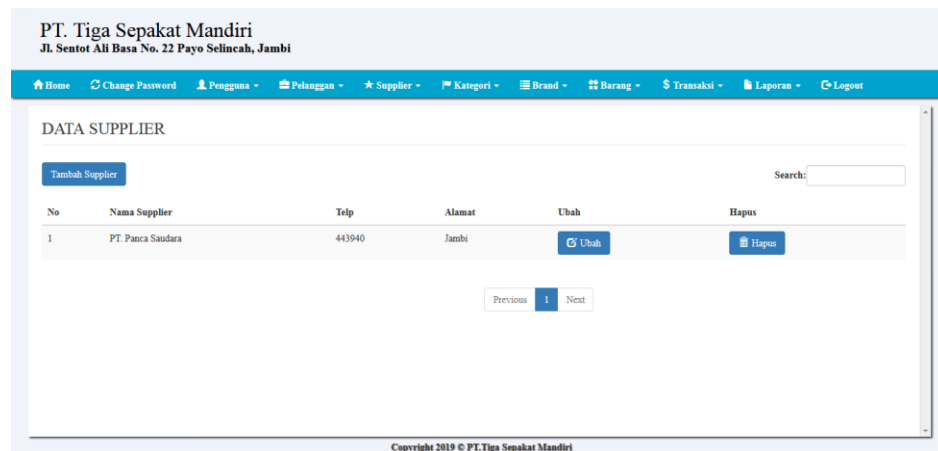 PT. Tiga Sepakat Mandiri
Jl. Sentot Ali Basa No. 22 Payo Selincah, Jambi
Home Change Password Pengguna Pelanggan Supplier Kategori Brand Barang $ Transaksi Laporan Logout
DATA SUPPLIER
Tambah Supplier Search:
No Nama Supplier Telp Alamat Ubah Hapus
1 PT. Panca Saudara 443940 Jambi Ubah Hapus
Previous 1 Next
Copyright 2019 © PT.Tiga Sepakat Mandiri